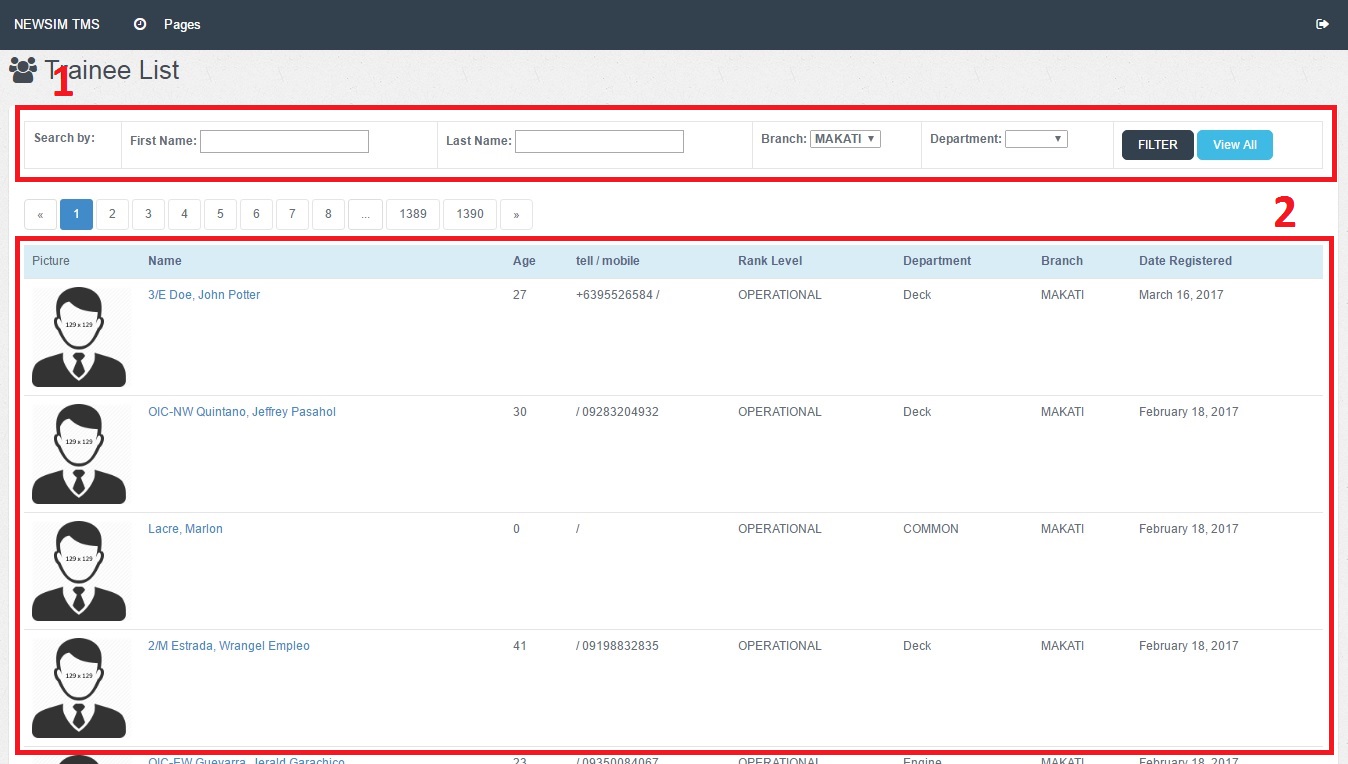 NEWSIM TMS Pages
Trainee List
1
Search by: First Name: Last Name: Branch: MAKATI Department: FILTER View All
« 1 2 3 4 5 6 7 8 ... 1389 1390 »
2
Picture Name Age tell / mobile Rank Level Department Branch Date Registered
129 x 129 3/E Doe, John Potter 27 +6395526584 / OPERATIONAL Deck MAKATI March 16, 2017
129 x 129 OIC-NW Quintano, Jeffrey Pasahol 30 / 09283204932 OPERATIONAL Deck MAKATI February 18, 2017
129 x 129 Lacre, Marlon 0 / OPERATIONAL COMMON MAKATI February 18, 2017
129 x 129 2/M Estrada, Wrangel Empleo 41 / 09198832835 OPERATIONAL Deck MAKATI February 18, 2017
OIC-EW Guevarra, Jerald Garachico 23 / 09350084067 OPERATIONAL Engine MAKATI February 18, 2017